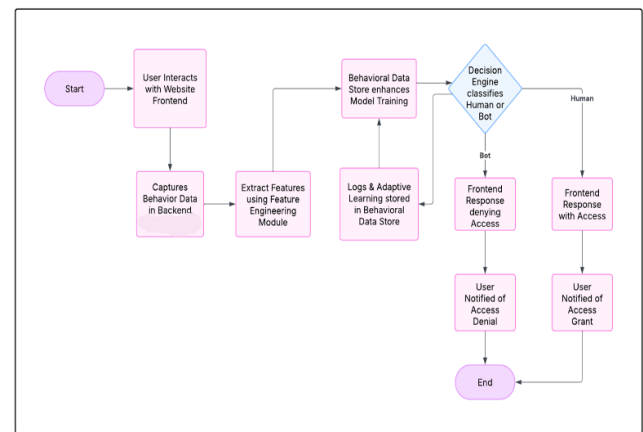 Start
User Interacts
with Website
Frontend
Captures
Behavior Data
in Backend
Extract Features
using Feature
Engineering
Module
Behavioral Data
Store enhances
Model Training
Logs & Adaptive
Learning stored
in Behavioral
Data Store
Decision
Engine
classifies
Human or
Bot
Bot
Human
Frontend
Response
denying
Access
Frontend
Response
with Access
User
Notified of
Access
Denial
User
Notified of
Access
Grant
End